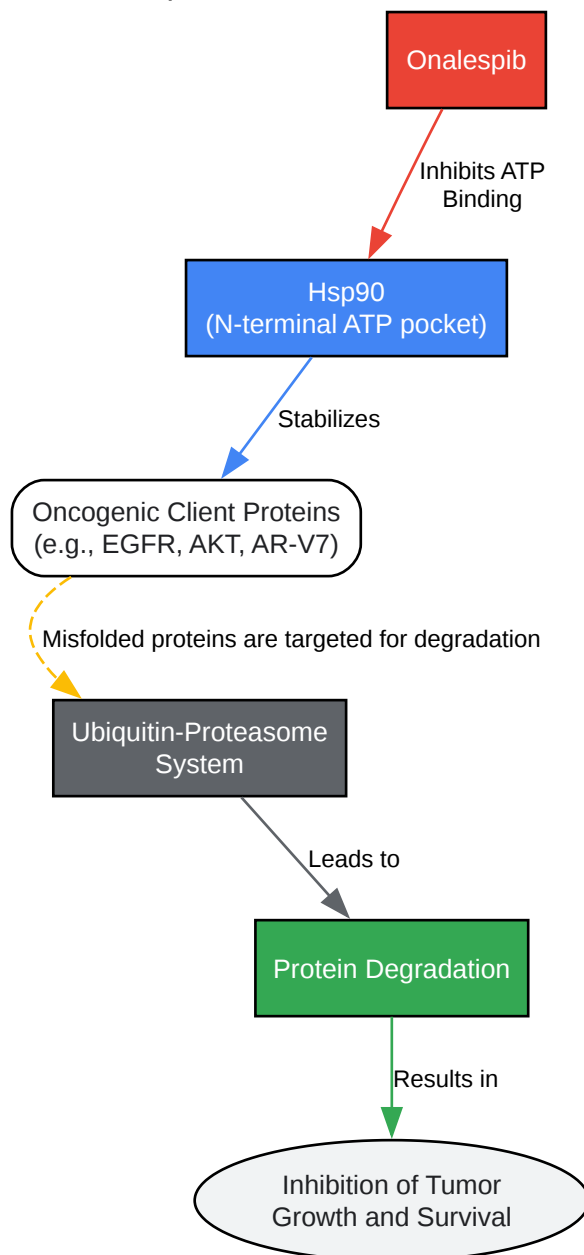 Onalespib
Inhibits ATP
Binding
Hsp90
(N-terminal ATP pocket)
Stabilizes
Oncogenic Client Proteins
(e.g., EGFR, AKT, AR-V7)
Misfolded proteins are targeted for degradation
Ubiquitin-Proteasome
System
Leads to
Protein Degradation
Results in
Inhibition of Tumor
Growth and Survival